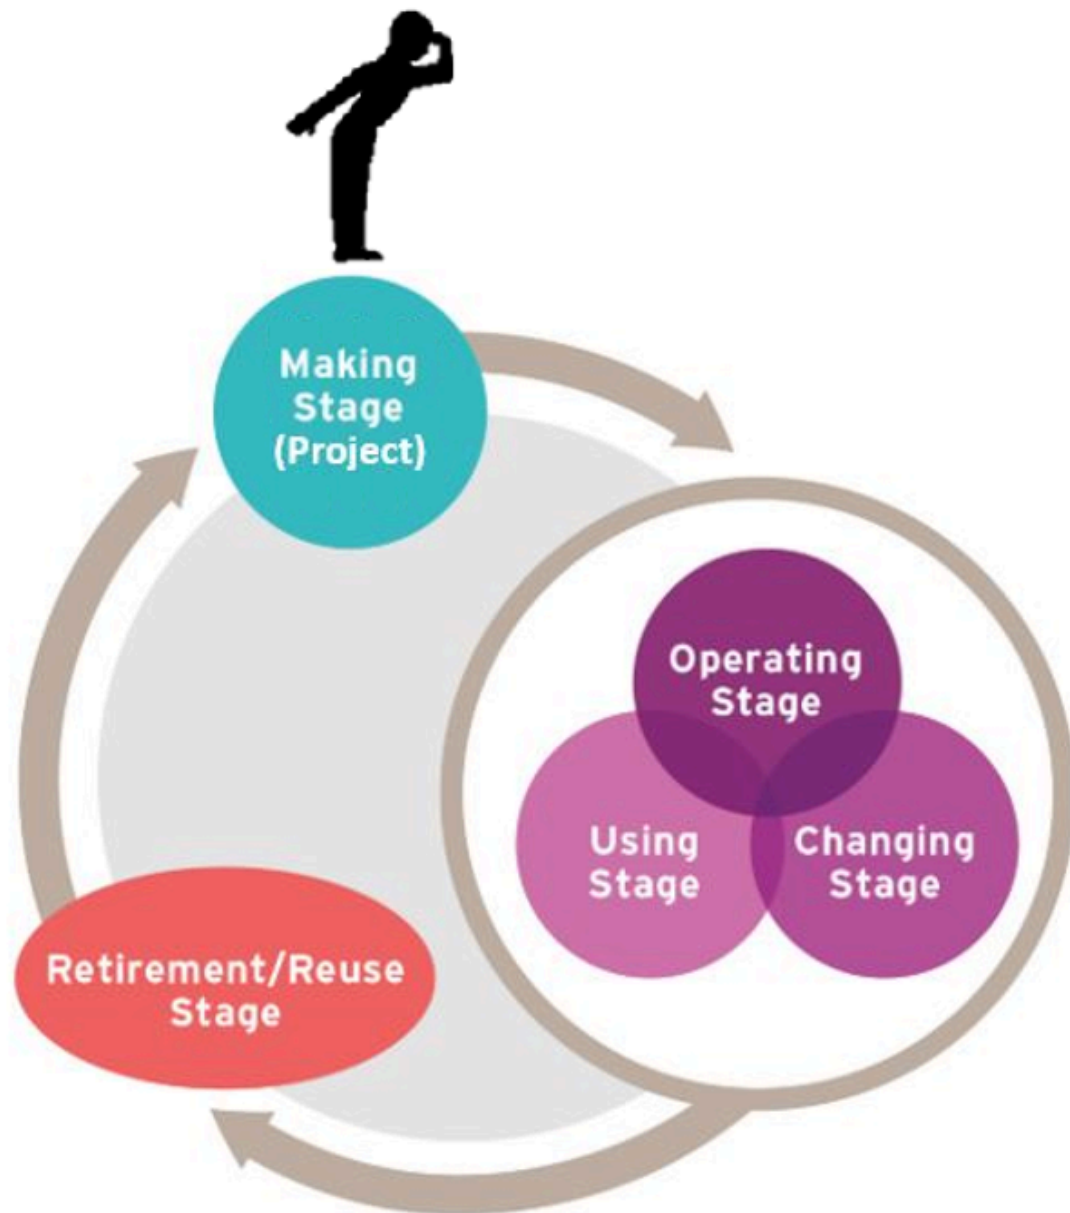 Making
Stage
(Project)
Operating
Stage
Using
Stage
Changing
Stage
Retirement/Reuse
Stage